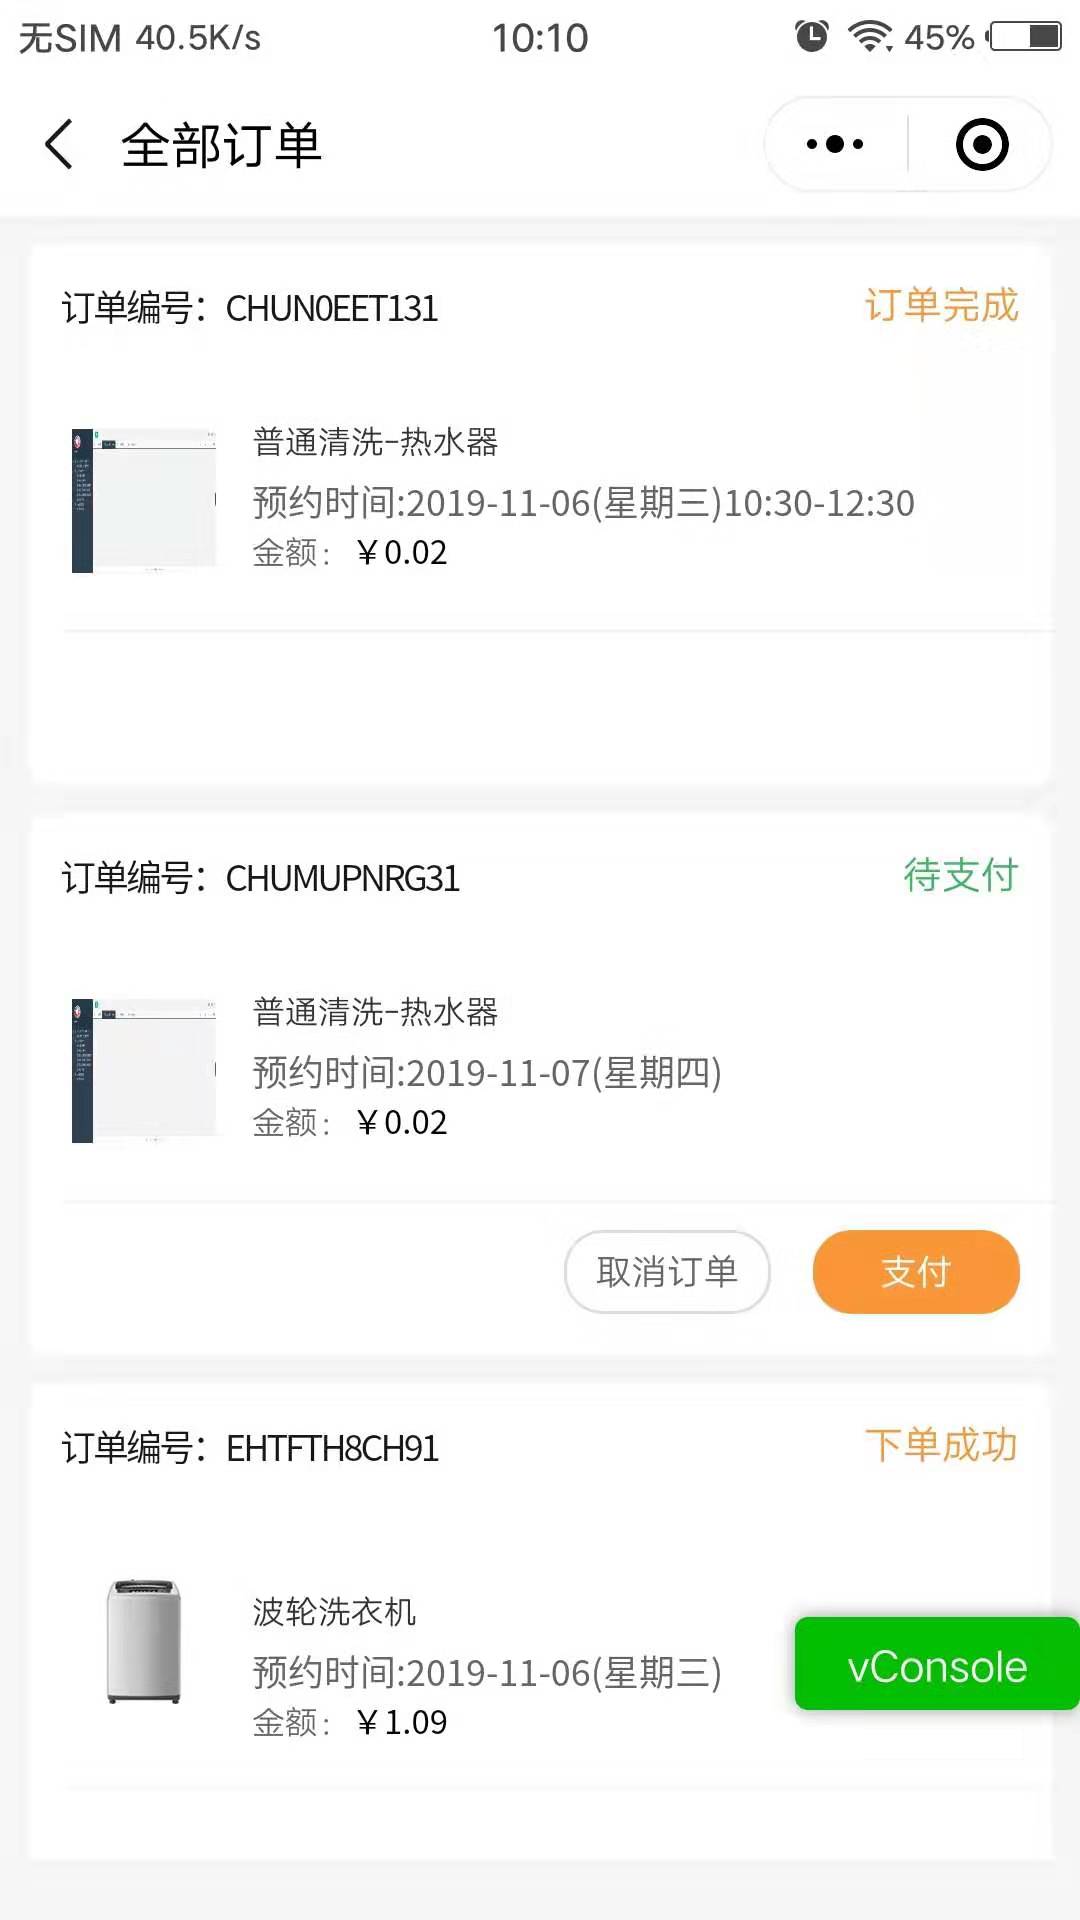 无SIM 40.5K/s 10:10 45%
全部订单
订单编号：CHUN0EET131 订单完成
普通清洗-热水器
预约时间:2019-11-06(星期三)10:30-12:30
金额：￥0.02
订单编号：CHUMUPNRG31 待支付
普通清洗-热水器
预约时间:2019-11-07(星期四)
金额：￥0.02
取消订单 支付
订单编号：EHTFTH8CH91 下单成功
波轮洗衣机
预约时间:2019-11-06(星期三)
金额：￥1.09
vConsole